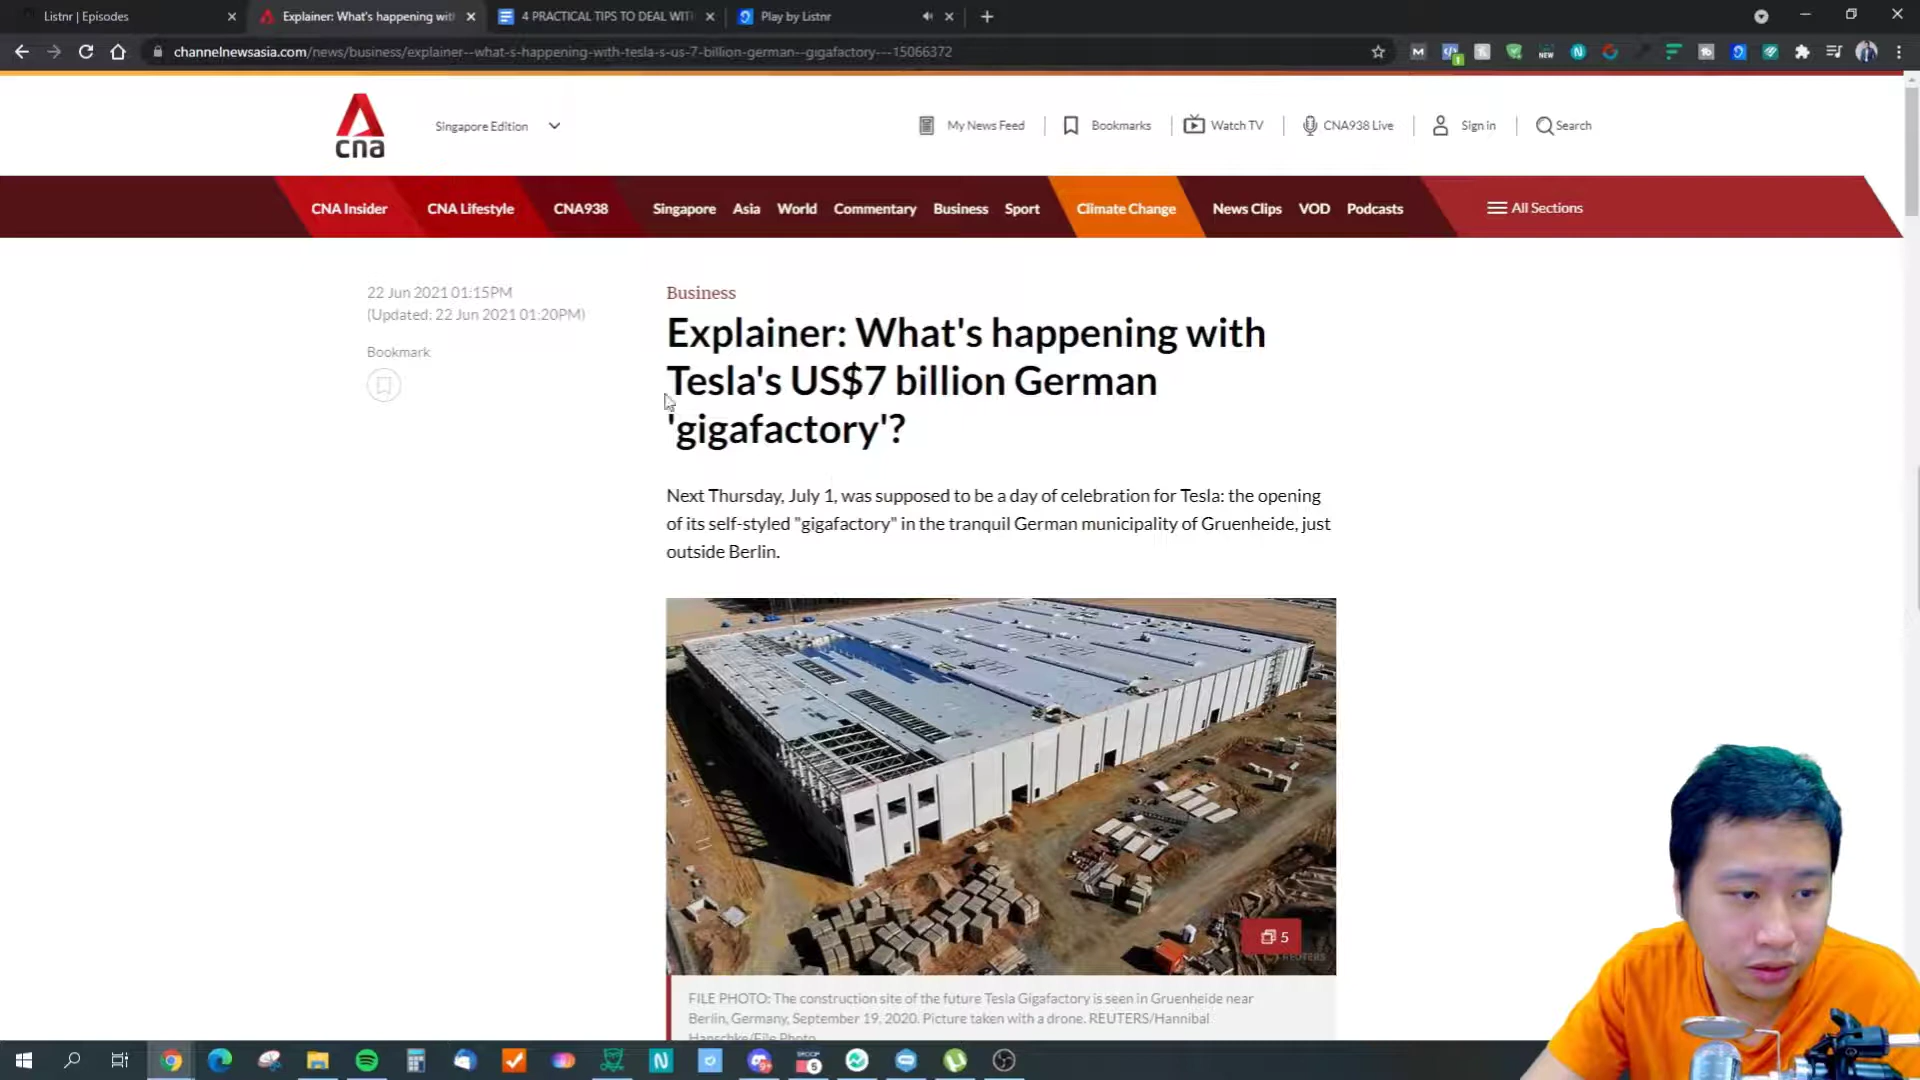 Listnr | Episodes
Explainer: What's happening wit
4 PRACTICAL TIPS TO DEAL WIT
Play by Listnr
channelnewsasia.com/news/business/explainer--what-s-happening-with-tesla-s-us-7-billion-german--gigafactory---15066372
cna
Singapore Edition
My News Feed
Bookmarks
Watch TV
CNA938 Live
Sign in
Search
CNA Insider
CNA Lifestyle
CNA938
Singapore
Asia
World
Commentary
Business
Sport
Climate Change
News Clips
VOD
Podcasts
All Sections
22 Jun 2021 01:15PM
(Updated: 22 Jun 2021 01:20PM)
Bookmark
Business
Explainer: What's happening with
Tesla's US$7 billion German
'gigafactory'?
Next Thursday, July 1, was supposed to be a day of celebration for Tesla: the opening
of its self-styled "gigafactory" in the tranquil German municipality of Gruenheide, just
outside Berlin.
5
REUTERS
FILE PHOTO: The construction site of the future Tesla Gigafactory is seen in Gruenheide near
Berlin, Germany, September 19, 2020. Picture taken with a drone. REUTERS/Hannibal
Hanschke/File Photo